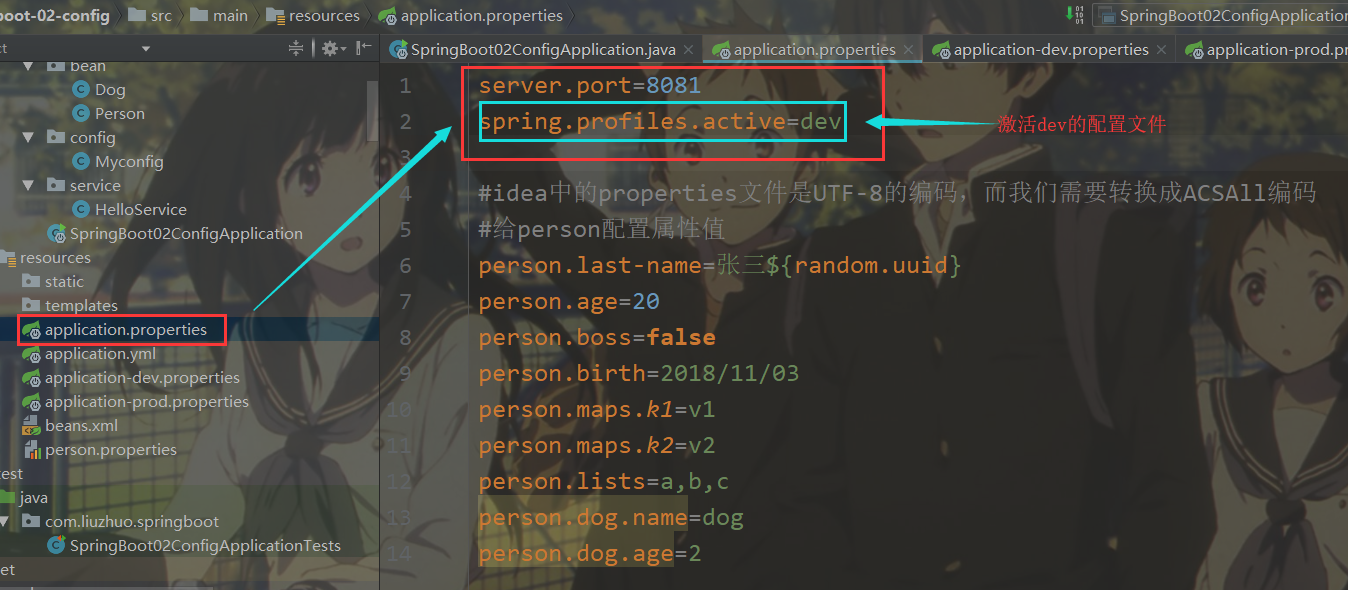 boot-02-config src main resources application.properties
SpringBoot02ConfigApplication
ct
SpringBoot02ConfigApplication.java × application.properties × application-dev.properties × application-prod.pr
bean
Dog
Person
config
Myconfig
service
HelloService
SpringBoot02ConfigApplication
resources
static
templates
application.properties
application.yml
application-dev.properties
application-prod.properties
beans.xml
person.properties
est
java
com.liuzhuo.springboot
SpringBoot02ConfigApplicationTests
et
1 server.port=8081
2 spring.profiles.active=dev
激活dev的配置文件
3
4 #idea中的properties文件是UTF-8的编码，而我们需要转换成ACSAll编码
5 #给person配置属性值
6 person.last-name=张三${random.uuid}
7 person.age=20
8 person.boss=false
9 person.birth=2018/11/03
10 person.maps.k1=v1
11 person.maps.k2=v2
12 person.lists=a,b,c
13 person.dog.name=dog
14 person.dog.age=2